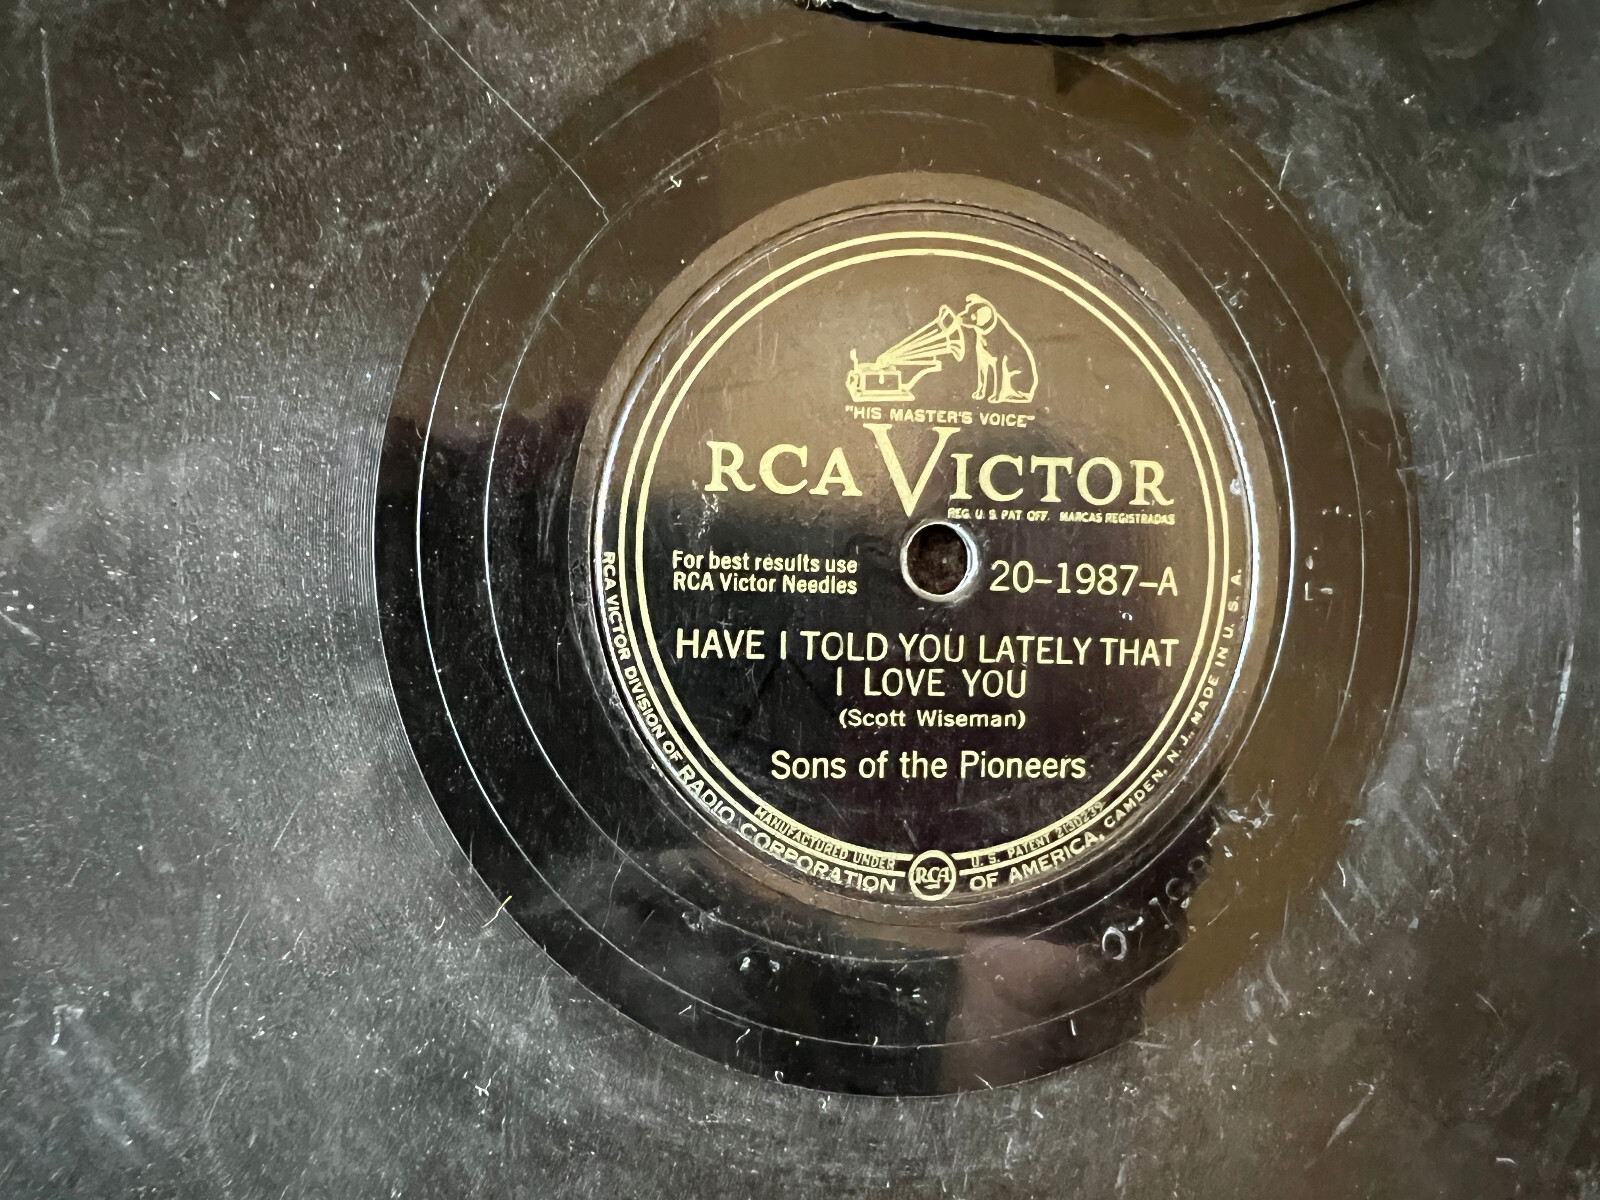 "HIS MASTER'S VOICE"
RCA VICTOR
REG. U. S. PAT. OFF. MARCAS REGISTRADAS
For best results use
RCA Victor Needles
20–1987–A
HAVE I TOLD YOU LATELY THAT
I LOVE YOU
(Scott Wiseman)
Sons of the Pioneers
MANUFACTURED UNDER U. S. PATENT 2130239
RCA
RCA VICTOR DIVISION OF RADIO CORPORATION OF AMERICA, CAMDEN, N. J., MADE IN U. S. A.